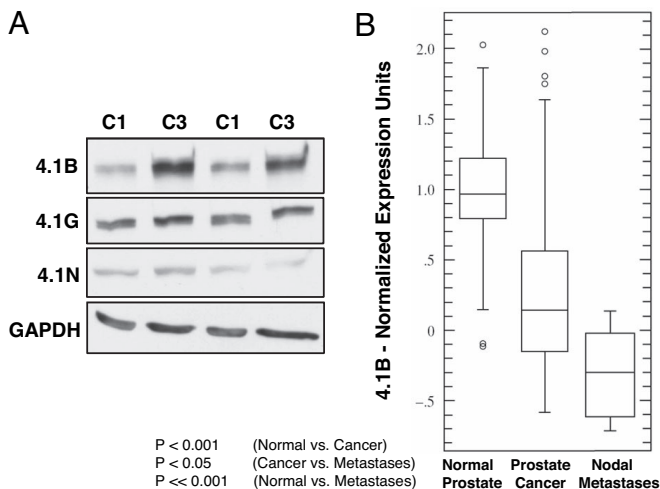 A
C1 C3 C1 C3
4.1B
4.1G
4.1N
GAPDH
P < 0.001 (Normal vs. Cancer)
P < 0.05 (Cancer vs. Metastases)
P << 0.001 (Normal vs. Metastases)
B
4.1B - Normalized Expression Units
2.0
1.0
.5
0
-.5
Normal Prostate
Prostate Cancer
Nodal Metastases